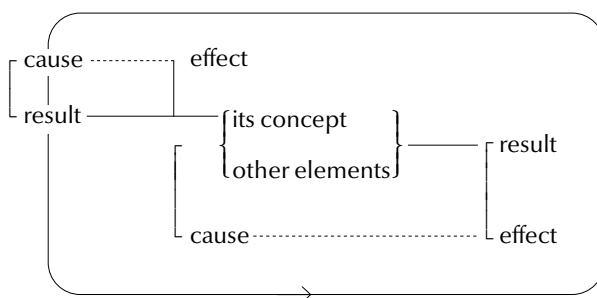 cause effect
result
its concept
result
other elements
cause effect